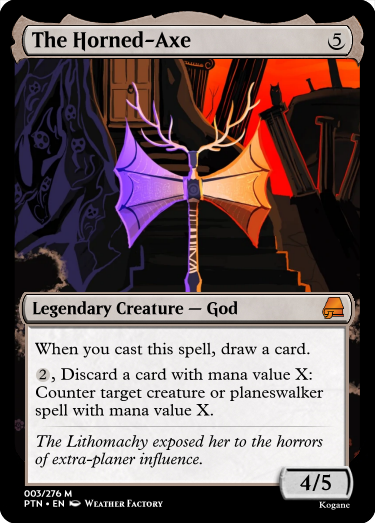 The Horned-Axe 5
Legendary Creature — God
When you cast this spell, draw a card.
2, Discard a card with mana value X:
Counter target creature or planeswalker
spell with mana value X.
The Lithomachy exposed her to the horrors
of extra-planer influence.
4/5
003/276 M
PTN • EN WEATHER FACTORY
Kogane